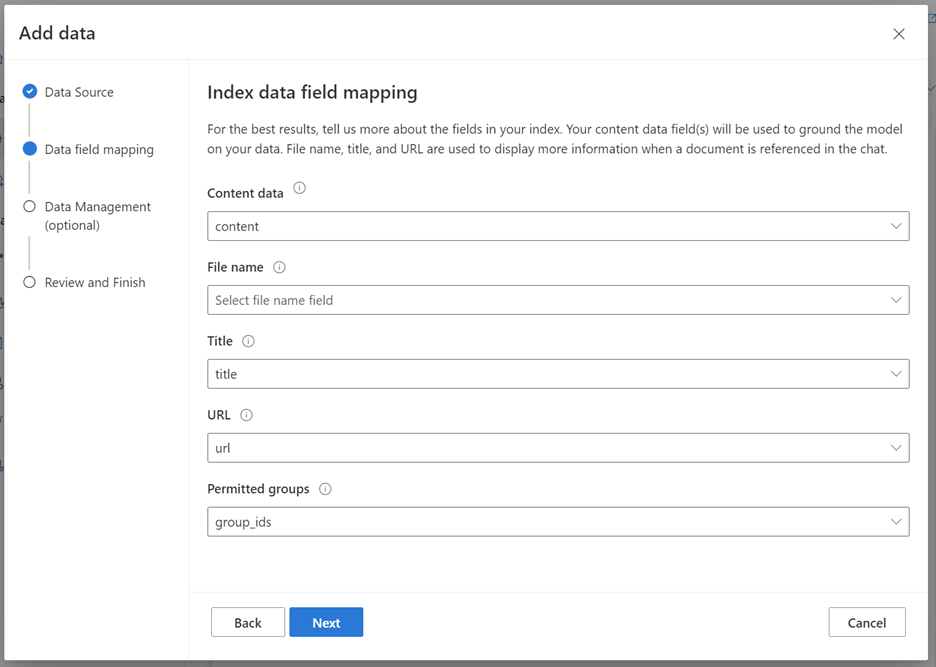 Add data
Data Source
Data field mapping
Data Management
(optional)
Review and Finish
Index data field mapping
For the best results, tell us more about the fields in your index. Your content data field(s) will be used to ground the model
on your data. File name, title, and URL are used to display more information when a document is referenced in the chat.
Content data
content
File name
Select file name field
Title
title
URL
url
Permitted groups
group_ids
Back
Next
Cancel